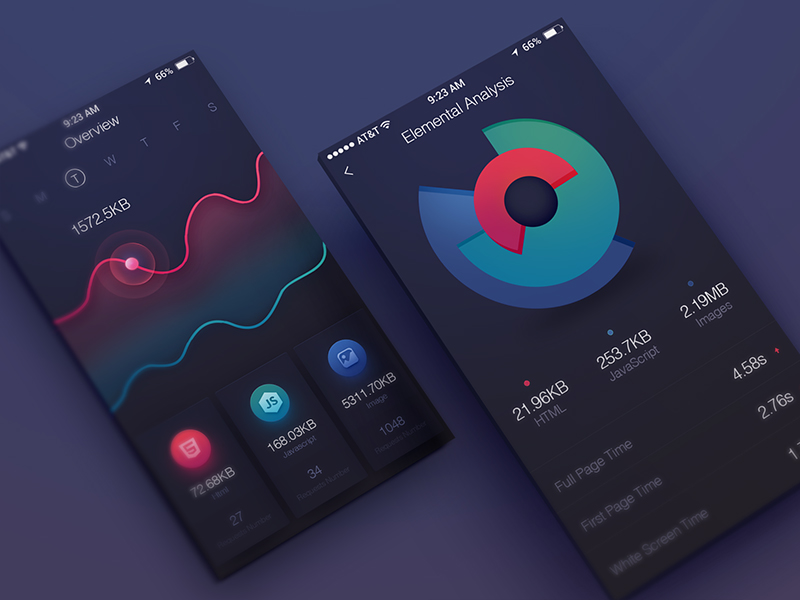 9:23 AM
66%
Overview
M
T
W
T
F
S
1572.5KB
JS
72.68KB
Html
27
Requests Number
168.03KB
Javascript
34
Requests Number
5311.70KB
Image
1048
Requests Number
AT&T
9:23 AM
66%
Elemental Analysis
21.96KB
HTML
253.7KB
JavaScript
2.19MB
Images
Full Page Time
4.58s
First Page Time
2.76s
White Screen Time